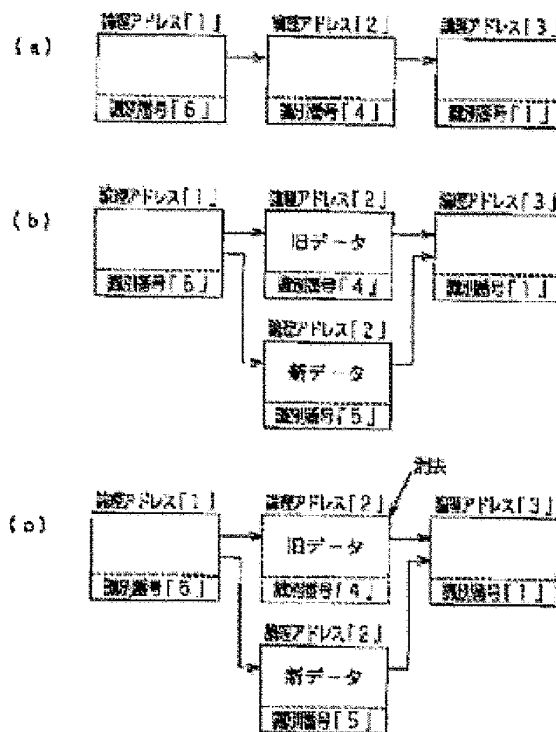 (a)
論理アドレス「1」 論理アドレス「2」 論理アドレス「3」
識別番号「6」 識別番号「4」 識別番号「1」
(b)
論理アドレス「1」 論理アドレス「2」 論理アドレス「3」
旧データ
識別番号「6」 識別番号「4」 識別番号「1」
論理アドレス「2」
新データ
識別番号「5」
消去
(c)
論理アドレス「1」 論理アドレス「2」 論理アドレス「3」
旧データ
識別番号「6」 識別番号「4」 識別番号「1」
論理アドレス「2」
新データ
識別番号「5」